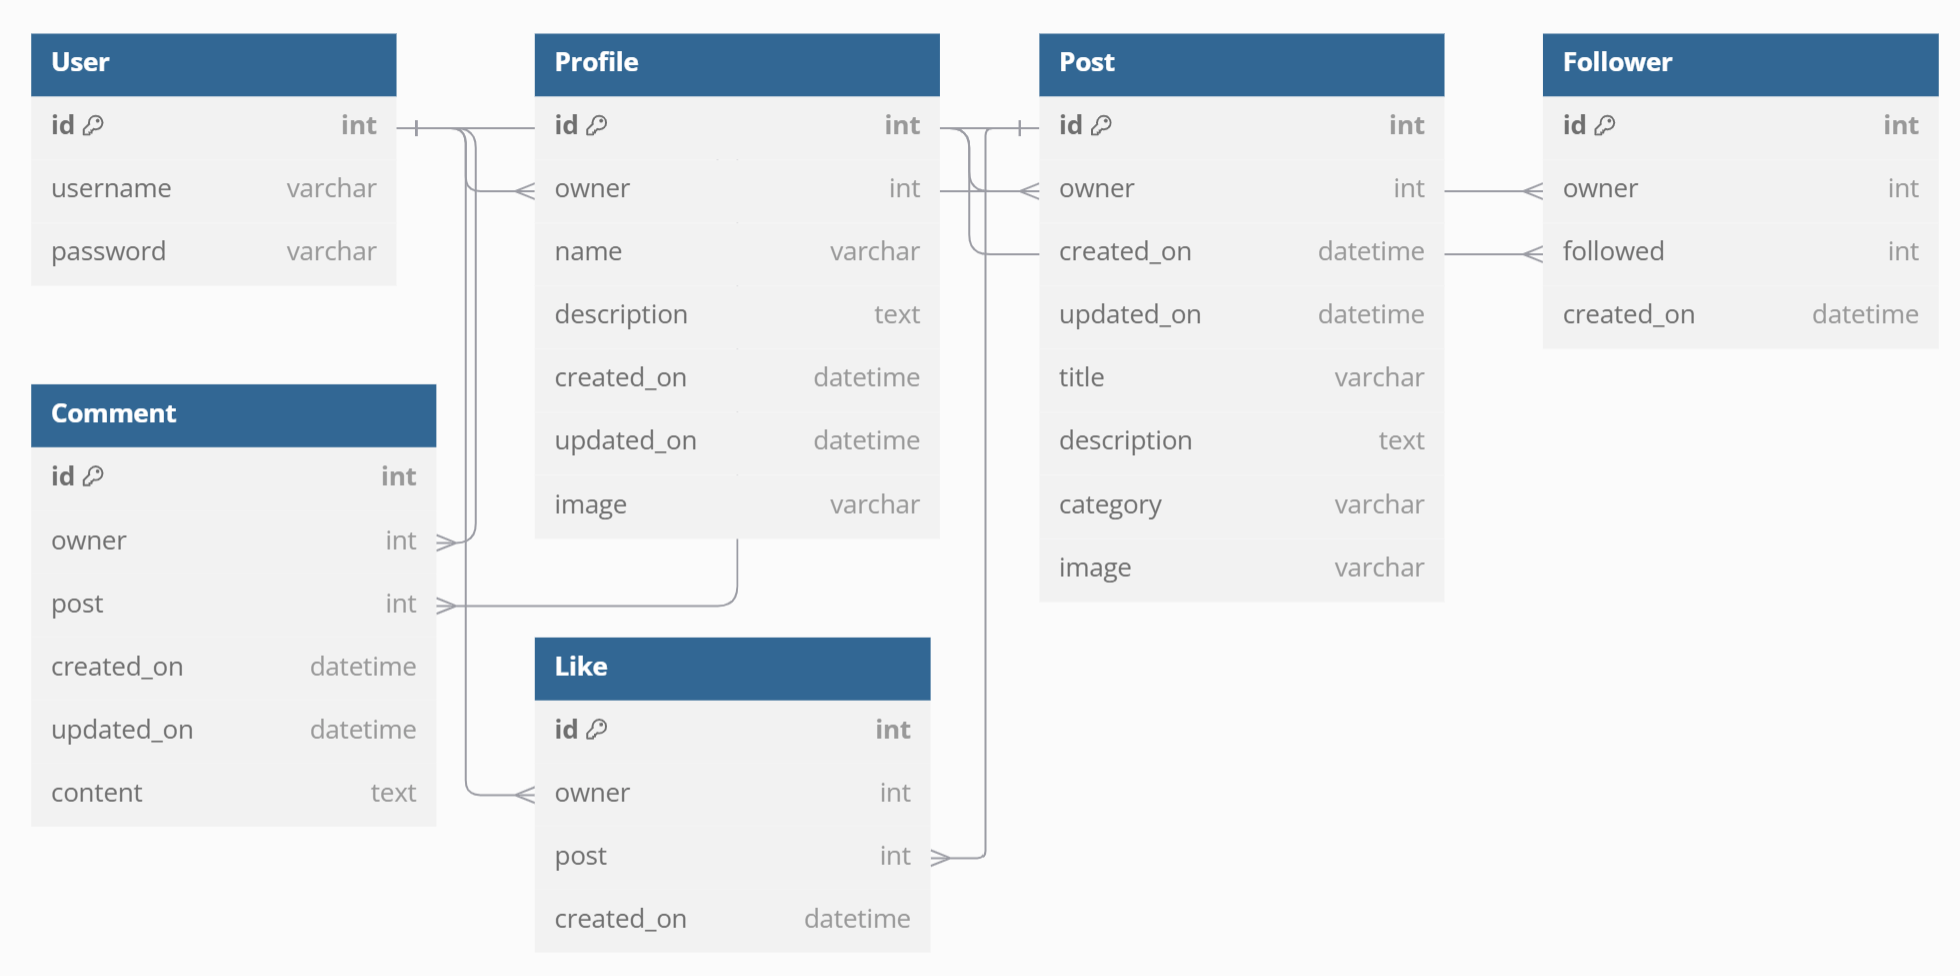 User
id int
username varchar
password varchar
Profile
id int
owner int
name varchar
description text
created_on datetime
updated_on datetime
image varchar
Post
id int
owner int
created_on datetime
updated_on datetime
title varchar
description text
category varchar
image varchar
Follower
id int
owner int
followed int
created_on datetime
Comment
id int
owner int
post int
created_on datetime
updated_on datetime
content text
Like
id int
owner int
post int
created_on datetime